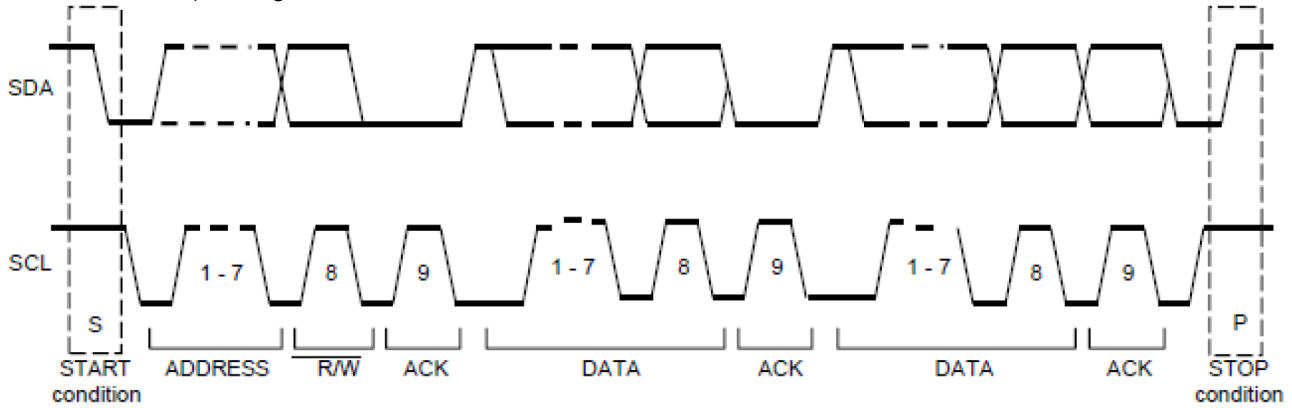 SDA
SCL
1 - 7
8
9
1 - 7
8
9
1 - 7
8
9
S
P
START condition
ADDRESS
R/W
ACK
DATA
ACK
DATA
ACK
STOP condition